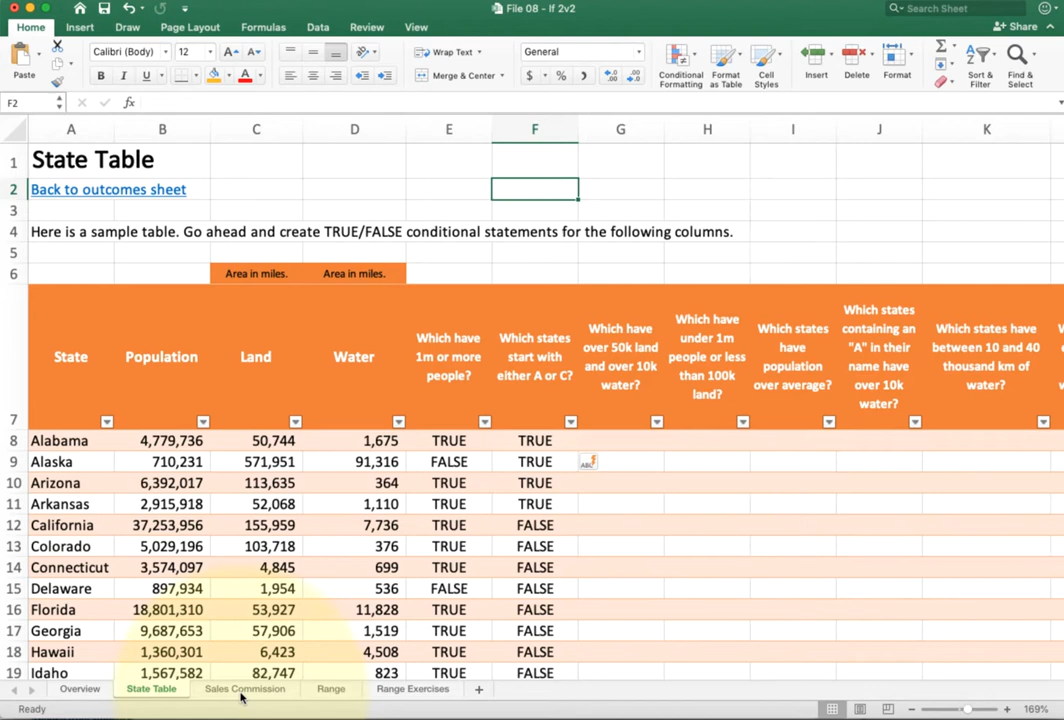 File 08 - If 2v2
Search Sheet
Home Insert Draw Page Layout Formulas Data Review View
Share
Paste
Calibri (Body) 12
Wrap Text
General
B I U
Merge & Center
$ % )
Conditional Formatting
Format as Table
Cell Styles
Insert
Delete
Format
Sort & Filter
Find & Select
F2 fx
A B C D E F G H I J K
1 State Table
2 Back to outcomes sheet
3
4 Here is a sample table. Go ahead and create TRUE/FALSE conditional statements for the following columns.
5
6 Area in miles. Area in miles.
7 State Population Land Water Which have 1m or more people? Which states start with either A or C? Which have over 50k land and over 10k water? Which have under 1m people or less than 100k land? Which states have population over average? Which states containing an "A" in their name have over 10k water? Which states have between 10 and 40 thousand km of water?
8 Alabama 4,779,736 50,744 1,675 TRUE TRUE
9 Alaska 710,231 571,951 91,316 FALSE TRUE
10 Arizona 6,392,017 113,635 364 TRUE TRUE
11 Arkansas 2,915,918 52,068 1,110 TRUE TRUE
12 California 37,253,956 155,959 7,736 TRUE FALSE
13 Colorado 5,029,196 103,718 376 TRUE FALSE
14 Connecticut 3,574,097 4,845 699 TRUE FALSE
15 Delaware 897,934 1,954 536 FALSE FALSE
16 Florida 18,801,310 53,927 11,828 TRUE FALSE
17 Georgia 9,687,653 57,906 1,519 TRUE FALSE
18 Hawaii 1,360,301 6,423 4,508 TRUE FALSE
19 Idaho 1,567,582 82,747 823 TRUE FALSE
Overview State Table Sales Commission Range Range Exercises +
Ready
169%